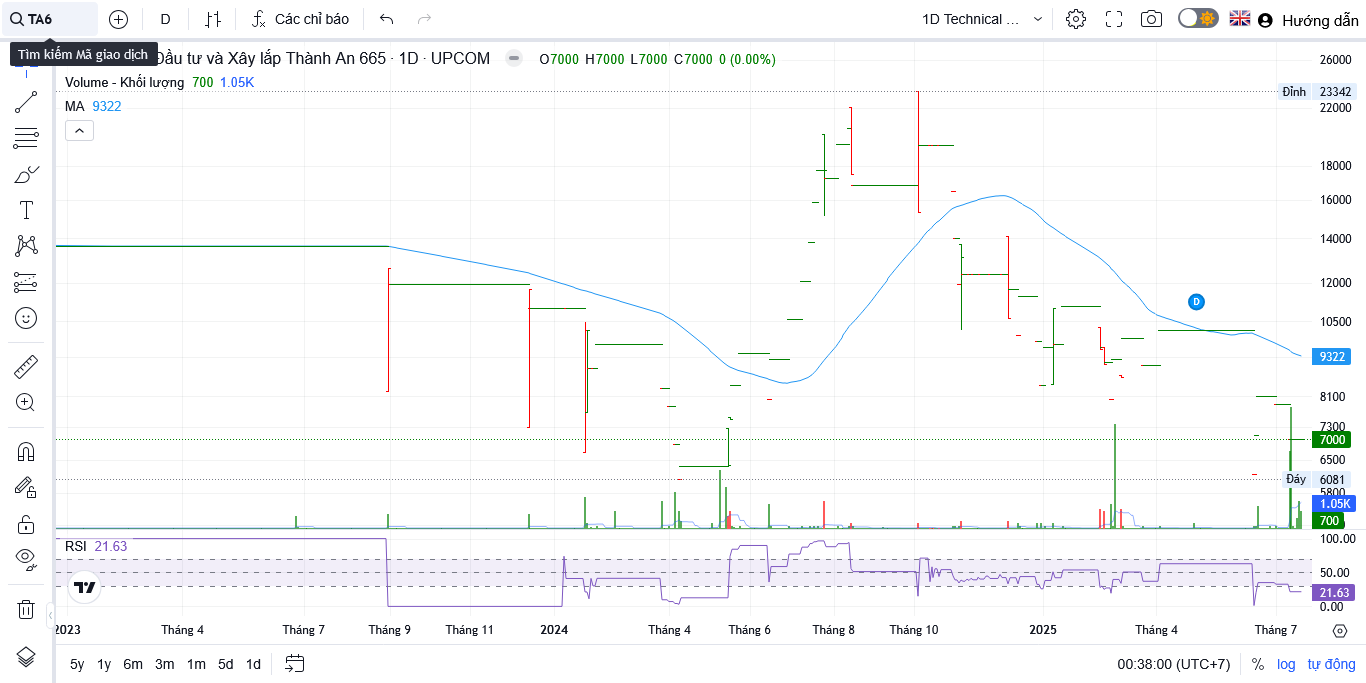 TA6
D
Các chỉ báo
1D Technical ...
Hướng dẫn
Tìm kiếm Mã giao dịch
Đầu tư và Xây lắp Thành An 665 · 1D · UPCOM
O7000 H7000 L7000 C7000 0 (0.00%)
Volume - Khối lượng 700 1.05K
MA 9322
26000
Đỉnh 23342
22000
18000
16000
14000
12000
D
10500
9322
8100
7300
7000
6500
Đáy 6081
5800
1.05K
700
RSI 21.63
100.00
50.00
21.63
0.00
2023 Tháng 4 Tháng 7 Tháng 9 Tháng 11 2024 Tháng 4 Tháng 6 Tháng 8 Tháng 10 2025 Tháng 4 Tháng 7
5y 1y 6m 3m 1m 5d 1d
00:38:00 (UTC+7) % log tự động